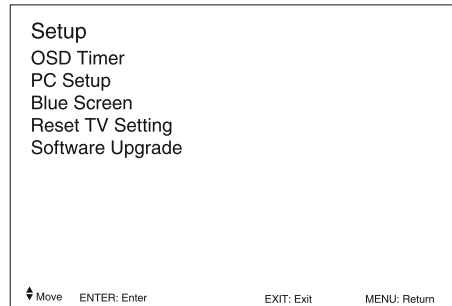 Setup
OSD Timer
PC Setup
Blue Screen
Reset TV Setting
Software Upgrade
Move ENTER: Enter EXIT: Exit MENU: Return